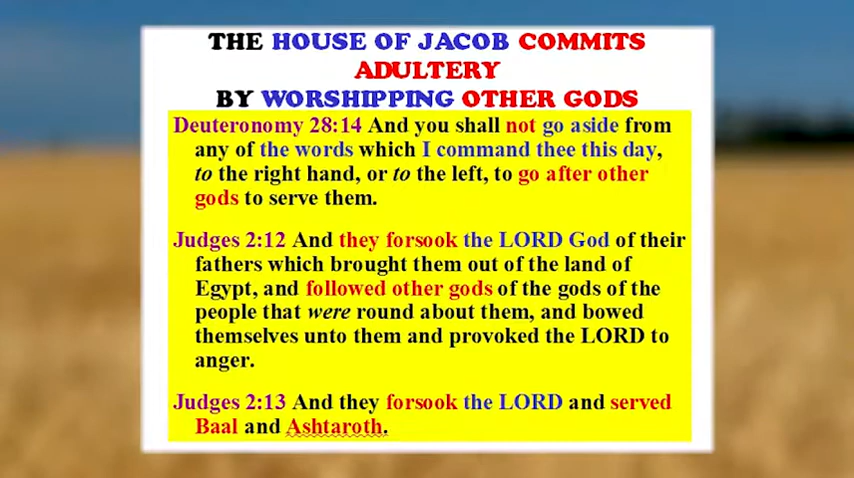 THE HOUSE OF JACOB COMMITS
ADULTERY
BY WORSHIPPING OTHER GODS
Deuteronomy 28:14 And you shall not go aside from
any of the words which I command thee this day,
to the right hand, or to the left, to go after other
gods to serve them.
Judges 2:12 And they forsook the LORD God of their
fathers which brought them out of the land of
Egypt, and followed other gods of the gods of the
people that were round about them, and bowed
themselves unto them and provoked the LORD to
anger.
Judges 2:13 And they forsook the LORD and served
Baal and Ashtaroth.